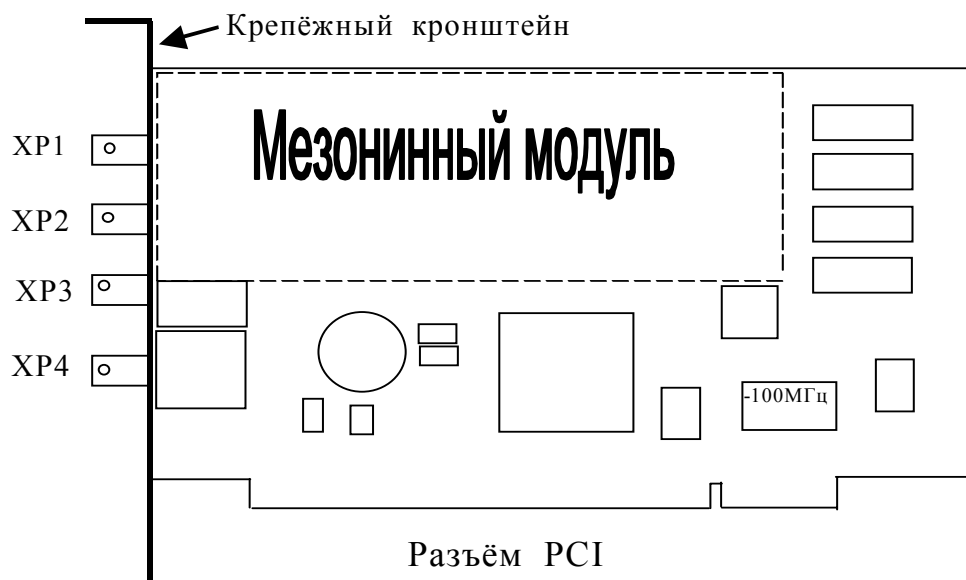 Крепёжный кронштейн
Мезонинный модуль
XP1
XP2
XP3
XP4
-100МГц
Разъём PCI